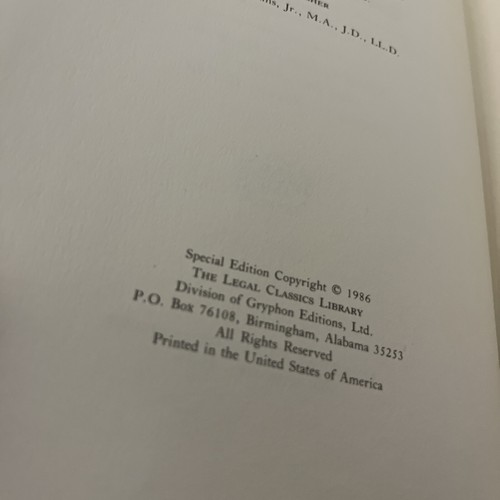 Jr., M.A., J.D., LL.D.
Special Edition Copyright © 1986
THE LEGAL CLASSICS LIBRARY
Division of Gryphon Editions, Ltd.
P.O. Box 76108, Birmingham, Alabama 35253
All Rights Reserved
Printed in the United States of America